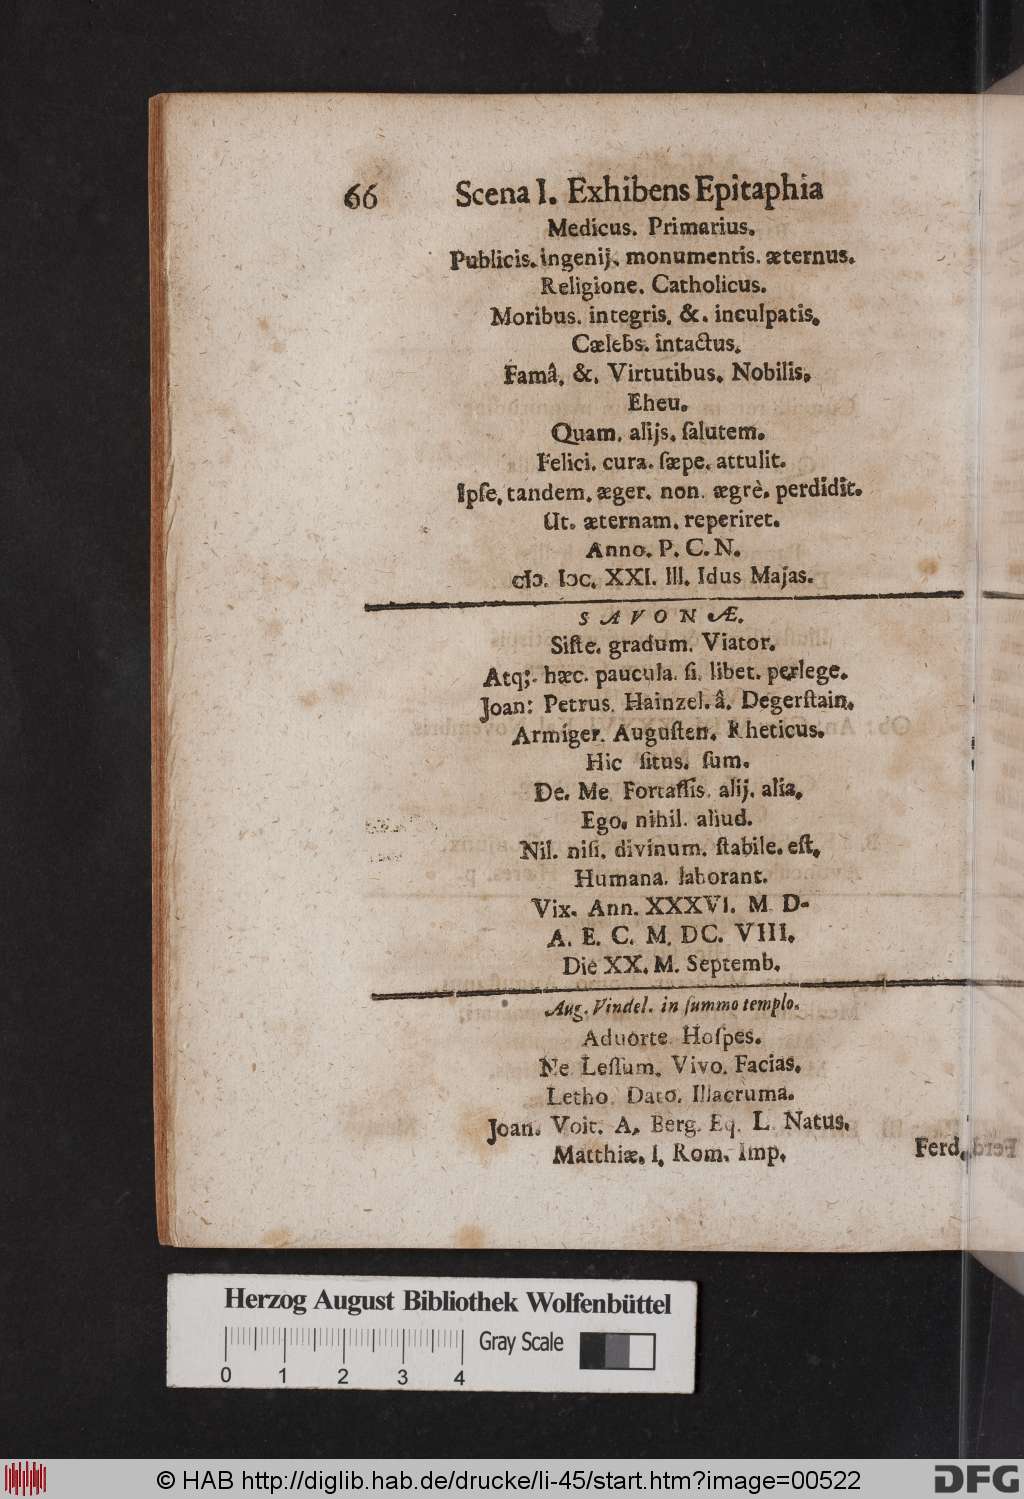 66 Scena I. Exhibens Epitaphia
Medicus. Primarius.
Publicis. ingenij. monumentis. æternus.
Religione. Catholicus.
Moribus. integris. &. inculpatis.
Cælebs. intactus.
Famâ. &. Virtutibus. Nobilis.
Eheu.
Quam. alijs. ſalutem.
Felici. cura. ſæpe. attulit.
Ipſe. tandem. æger. non. ægrè. perdidit.
Ut. æternam. reperiret.
Anno. P. C. N.
cIↄ. Iↄc. XXI. III. Idus Majas.
SAVONÆ.
Siſte. gradum. Viator.
Atq;. hæc. paucula. ſi. libet. perlege.
Joan: Petrus. Hainzel. â. Degerſtain.
Armiger. Auguſten. Rheticus.
Hic ſitus. ſum.
De. Me Fortaſſis. alij. alia.
Ego. nihil. aliud.
Nil. niſi. divinum. ſtabile. eſt.
Humana. laborant.
Vix. Ann. XXXVI. M D-
A. E. C. M. DC. VIII.
Die XX. M. Septemb.
Aug. Vindel. in ſummo templo.
Aduorte. Hoſpes.
Ne Leſſum. Vivo. Facias.
Letho. Dato. Illacruma.
Joan. Voit. A. Berg. Eq. L. Natus.
Matthiæ. I. Rom. Imp.
Ferd.
Herzog August Bibliothek Wolfenbüttel
Gray Scale
0 1 2 3 4
© HAB http://diglib.hab.de/drucke/li-45/start.htm?image=00522
DFG